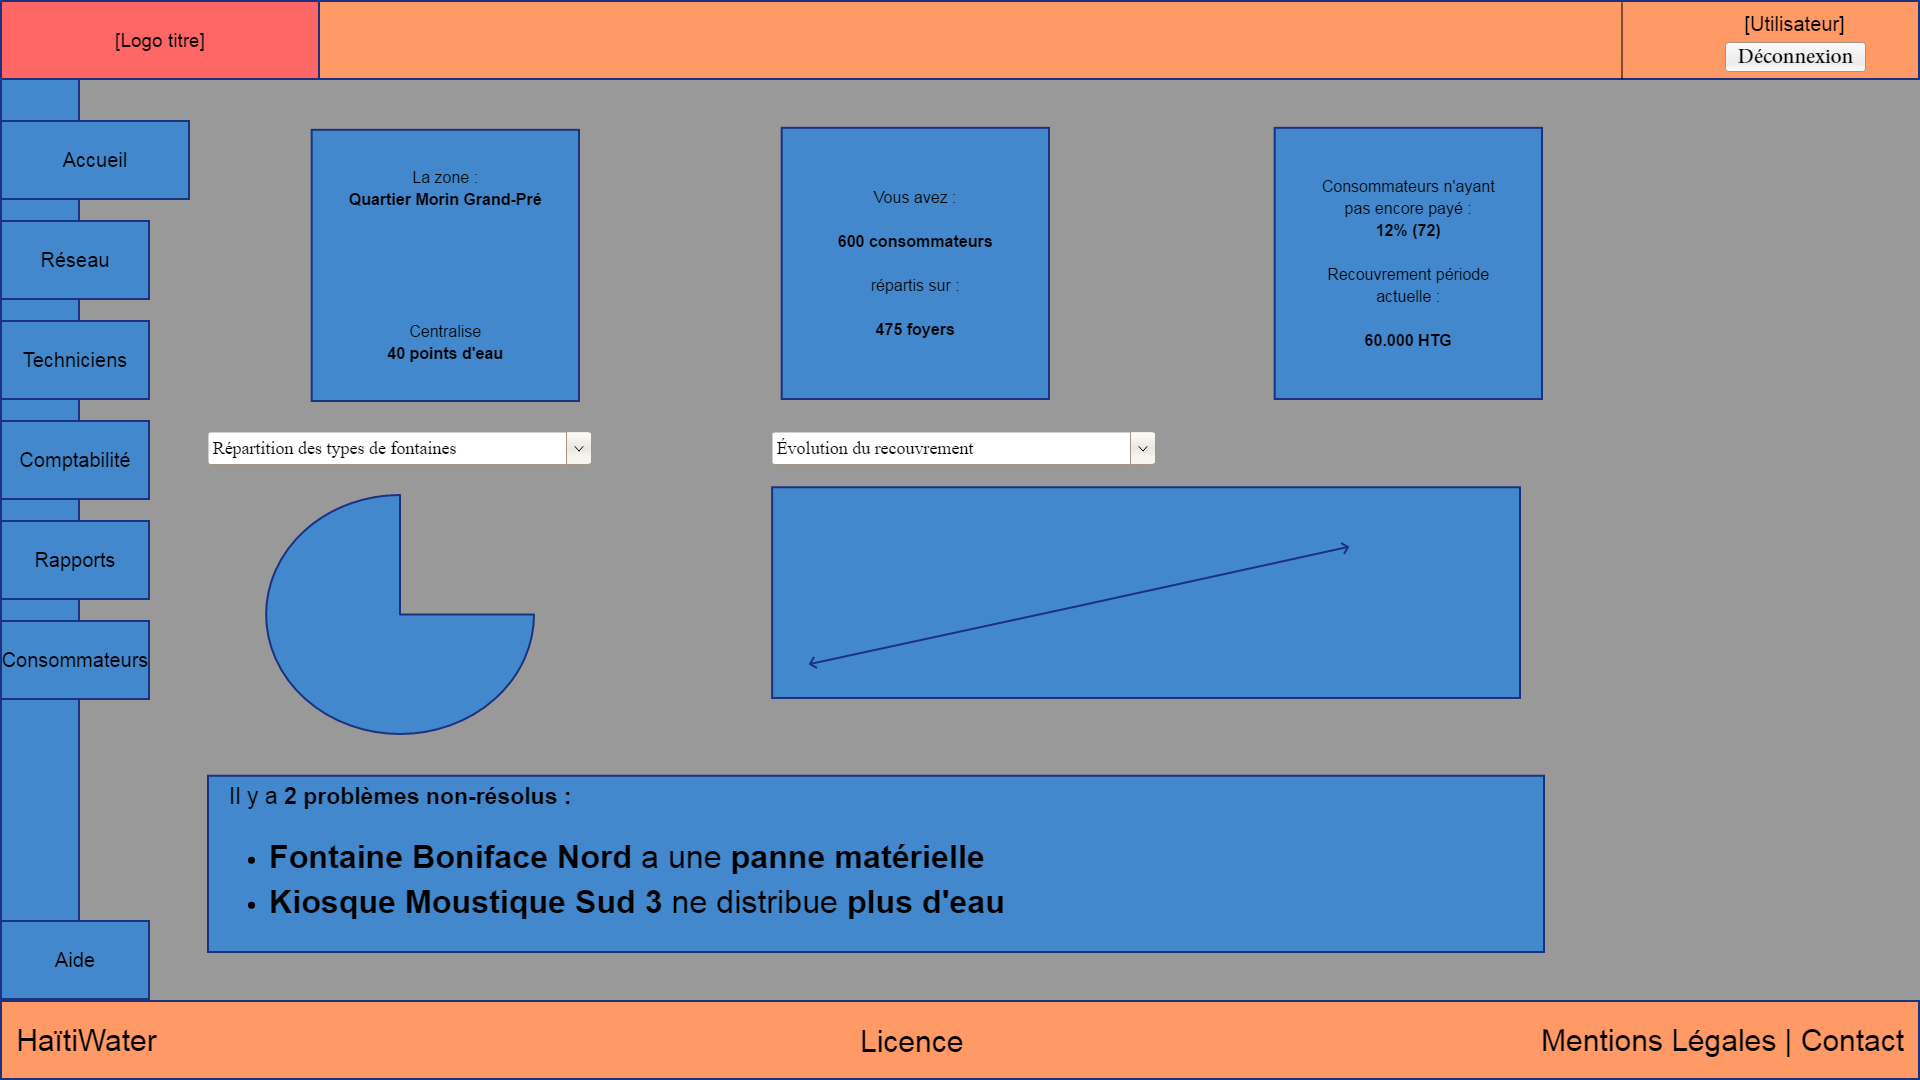 [Logo titre]
[Utilisateur]
Déconnexion
Accueil
Réseau
Techniciens
Comptabilité
Rapports
Consommateurs
Aide
La zone :
Quartier Morin Grand-Pré
Centralise
40 points d'eau
Vous avez :
600 consommateurs
répartis sur :
475 foyers
Consommateurs n'ayant
pas encore payé :
12% (72)
Recouvrement période
actuelle :
60.000 HTG
Répartition des types de fontaines
Évolution du recouvrement
Il y a 2 problèmes non-résolus :
• Fontaine Boniface Nord a une panne matérielle
• Kiosque Moustique Sud 3 ne distribue plus d'eau
HaïtiWater
Licence
Mentions Légales | Contact